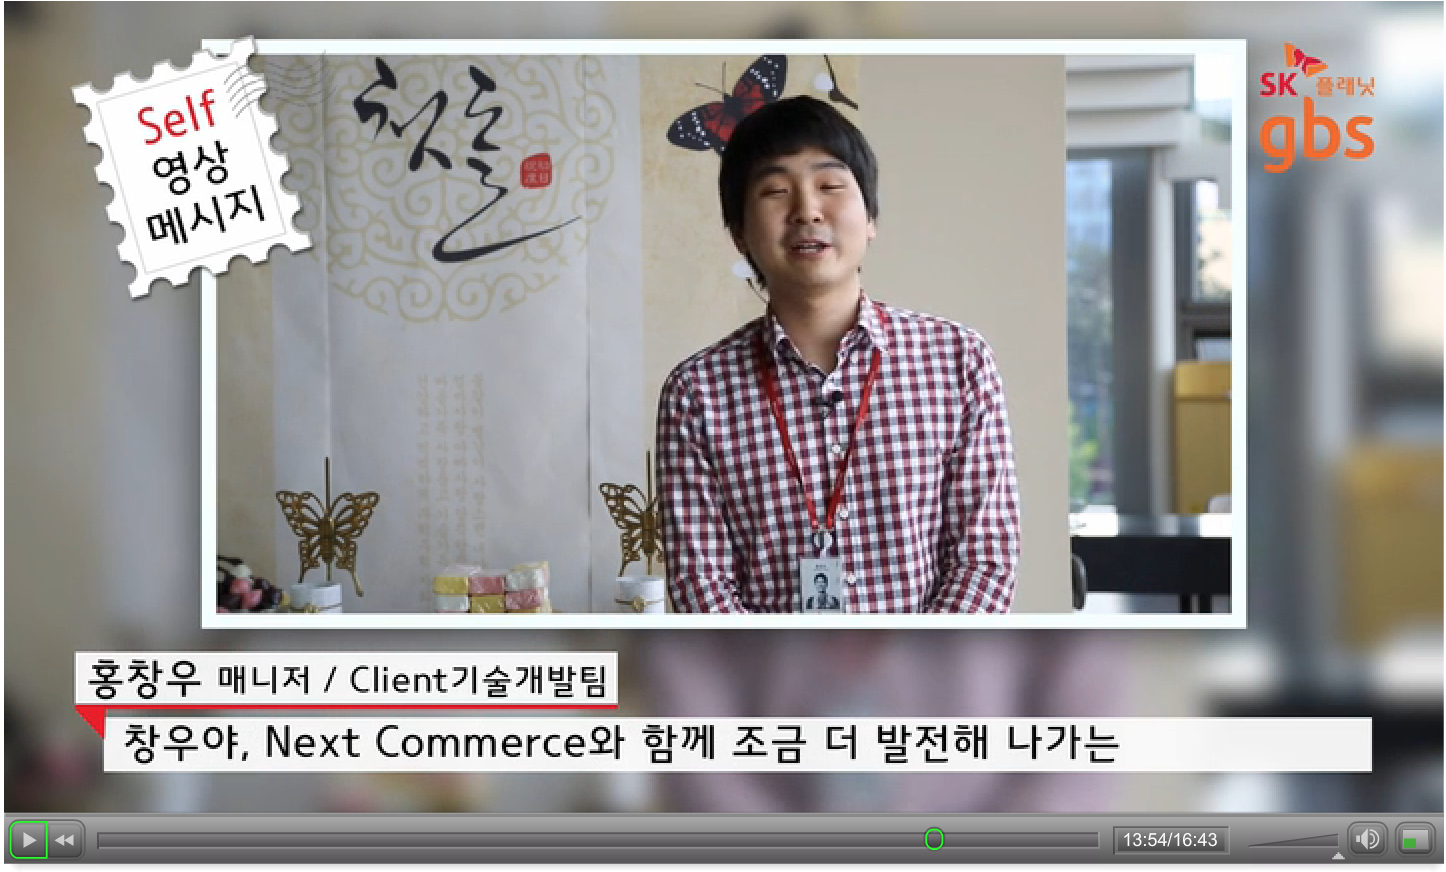 Self
영상
메시지
첫돌
SK 플래닛
gbs
홍창우 매니저 / Client기술개발팀
창우야, Next Commerce와 함께 조금 더 발전해 나가는
13:54/16:43